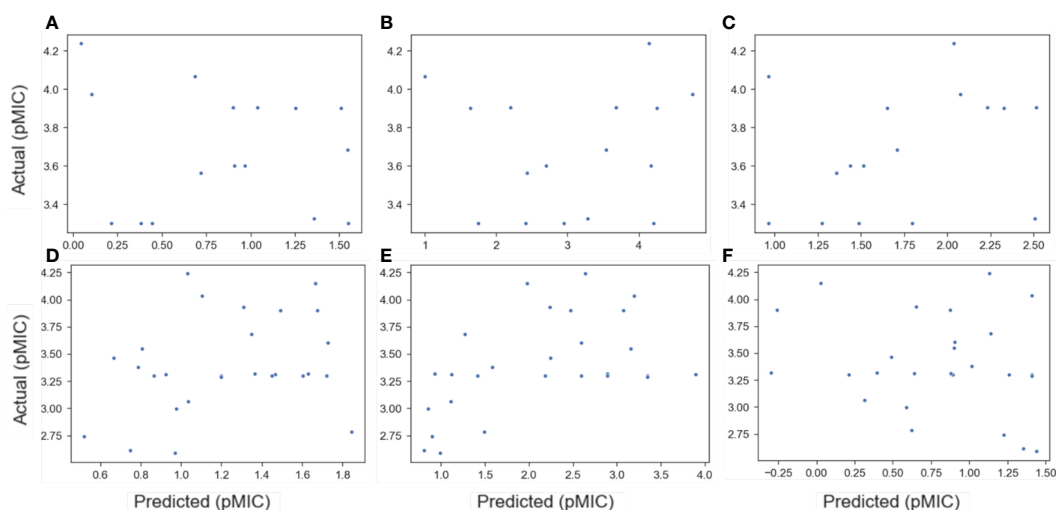 A
B
C
Actual (pMIC)
4.2
4.0
3.8
3.6
3.4
0.00 0.25 0.50 0.75 1.00 1.25 1.50
4.2
4.0
3.8
3.6
3.4
1 2 3 4
4.2
4.0
3.8
3.6
3.4
1.00 1.25 1.50 1.75 2.00 2.25 2.50
D
E
F
Actual (pMIC)
4.25
4.00
3.75
3.50
3.25
3.00
2.75
0.6 0.8 1.0 1.2 1.4 1.6 1.8
Predicted (pMIC)
4.25
4.00
3.75
3.50
3.25
3.00
2.75
1.0 1.5 2.0 2.5 3.0 3.5 4.0
Predicted (pMIC)
4.25
4.00
3.75
3.50
3.25
3.00
2.75
-0.25 0.00 0.25 0.50 0.75 1.00 1.25 1.50
Predicted (pMIC)